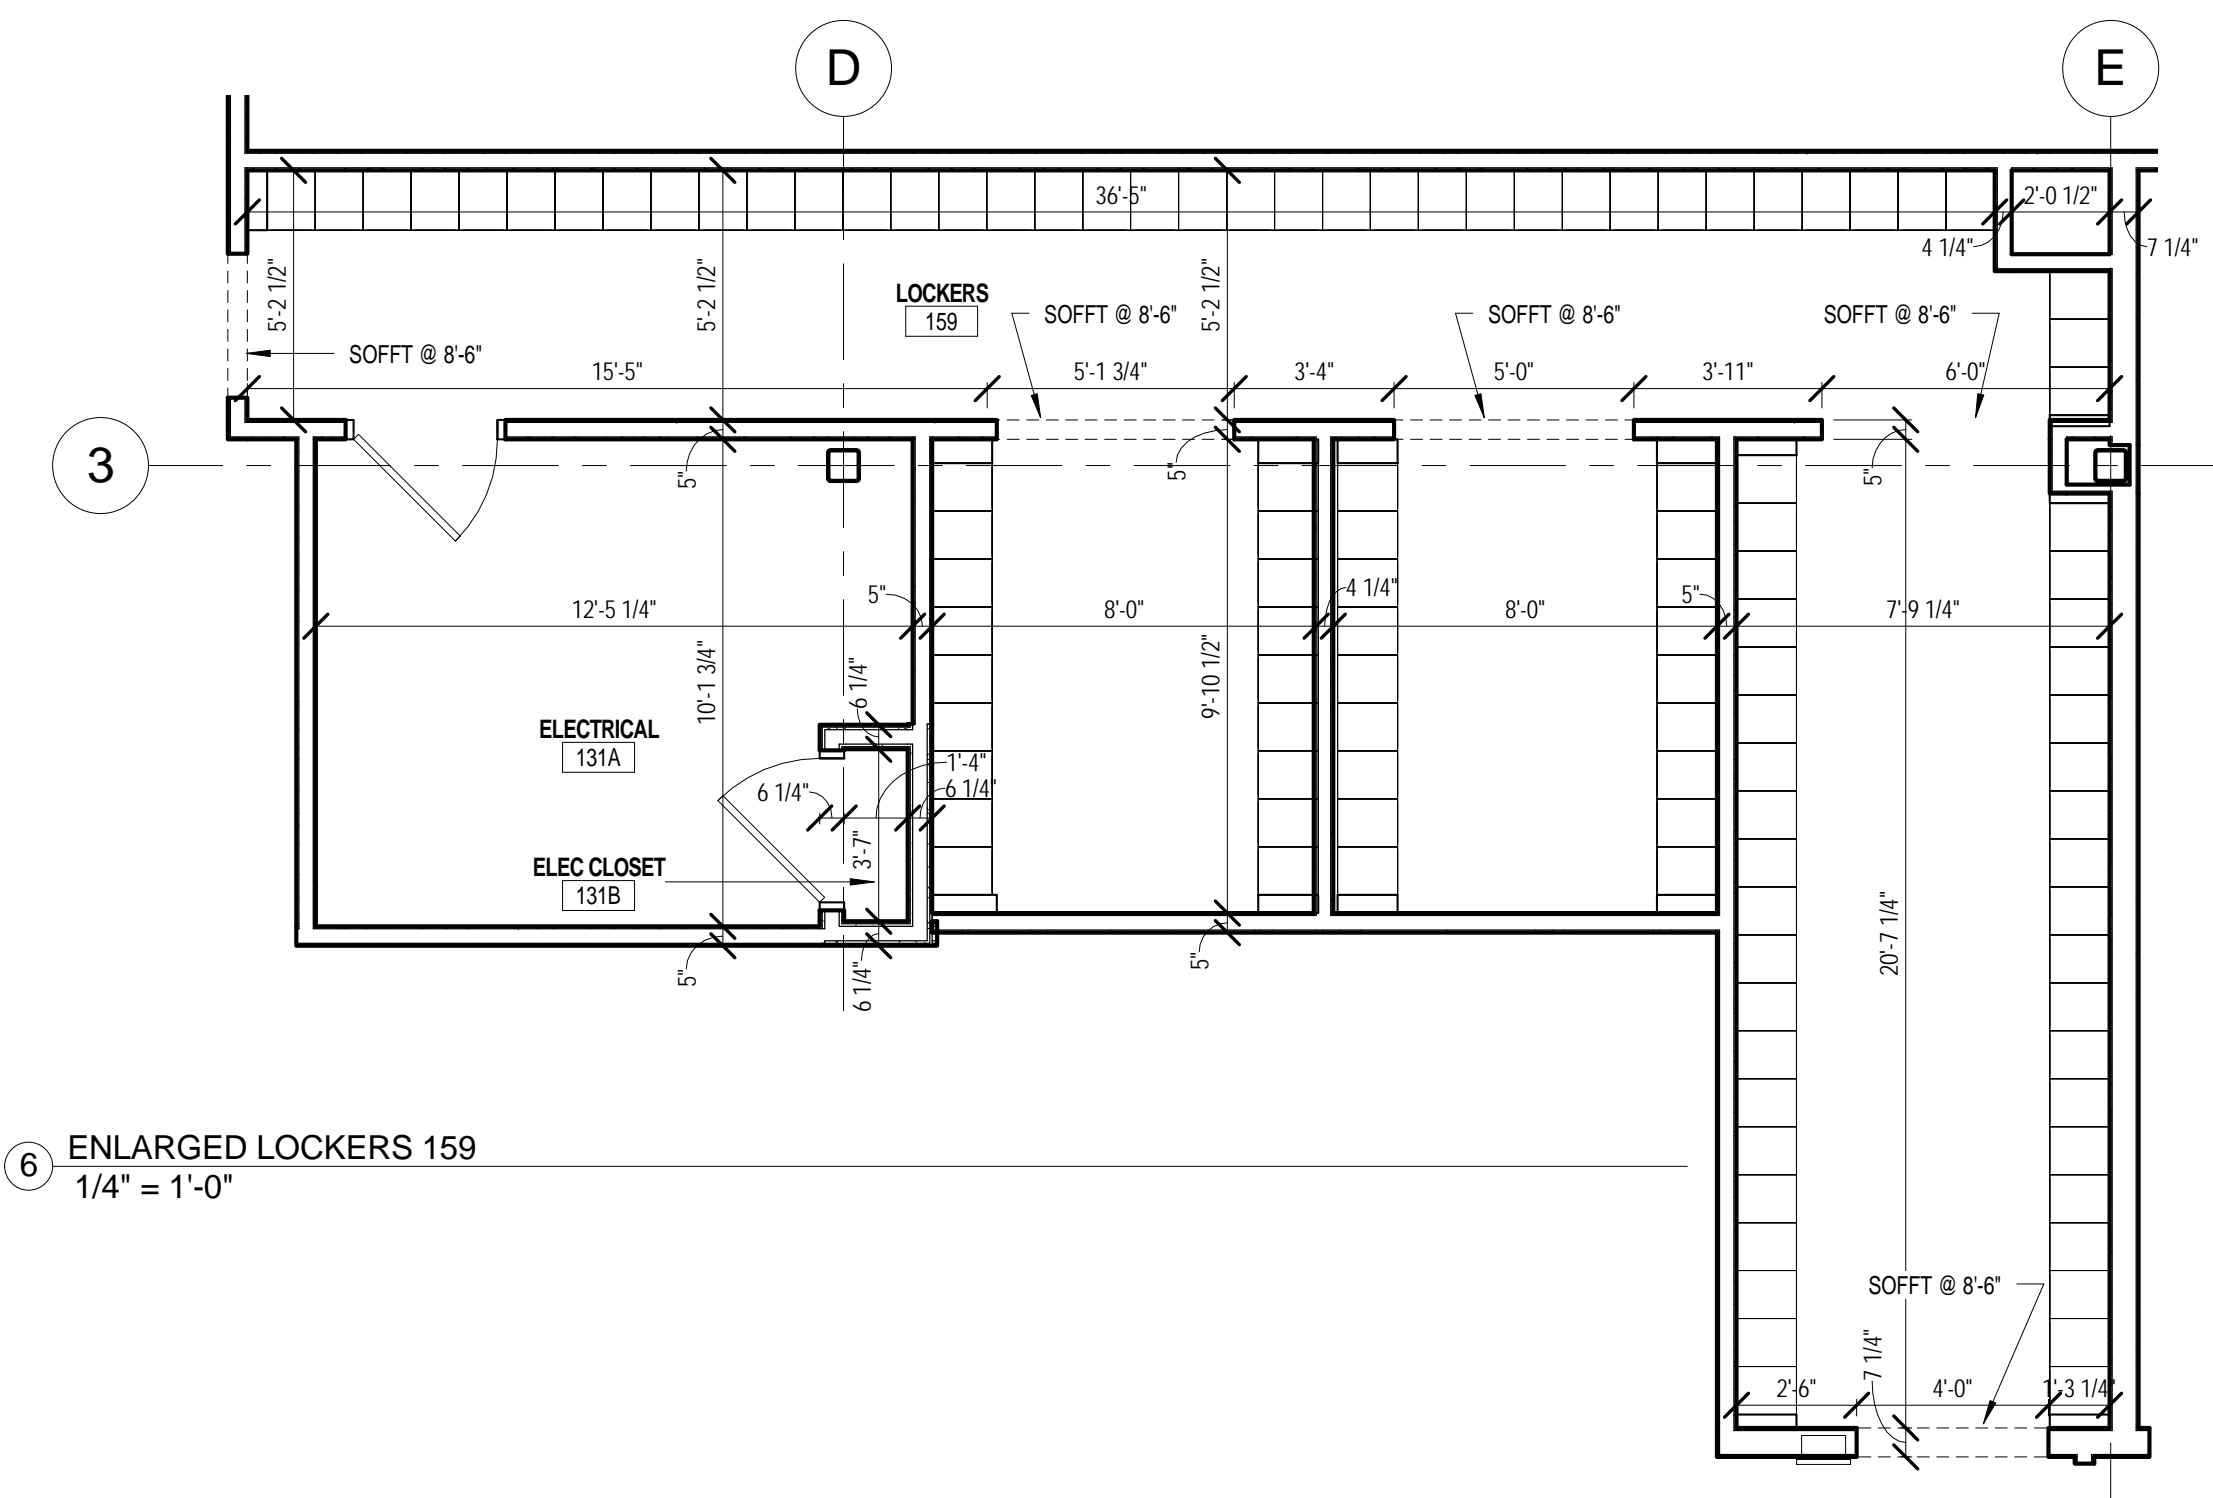 D
E
36'-5"
2'-0 1/2"
4 1/4"
7 1/4"
5'-2 1/2"
5'-2 1/2"
5'-2 1/2"
LOCKERS
159
SOFFT @ 8'-6"
SOFFT @ 8'-6"
SOFFT @ 8'-6"
SOFFT @ 8'-6"
15'-5"
5'-1 3/4"
3'-4"
5'-0"
3'-11"
6'-0"
3
5"
5"
5"
12'-5 1/4"
5"
8'-0"
4 1/4"
8'-0"
5"
7'-9 1/4"
10'-1 3/4"
6 1/4"
9'-10 1/2"
ELECTRICAL
131A
1'-4"
6 1/4"
6 1/4"
3'-7"
ELEC CLOSET
131B
5"
6 1/4"
5"
20'-7 1/4"
6
ENLARGED LOCKERS 159
1/4" = 1'-0"
SOFFT @ 8'-6"
7 1/4"
2'-6"
4'-0"
1'-3 1/4"